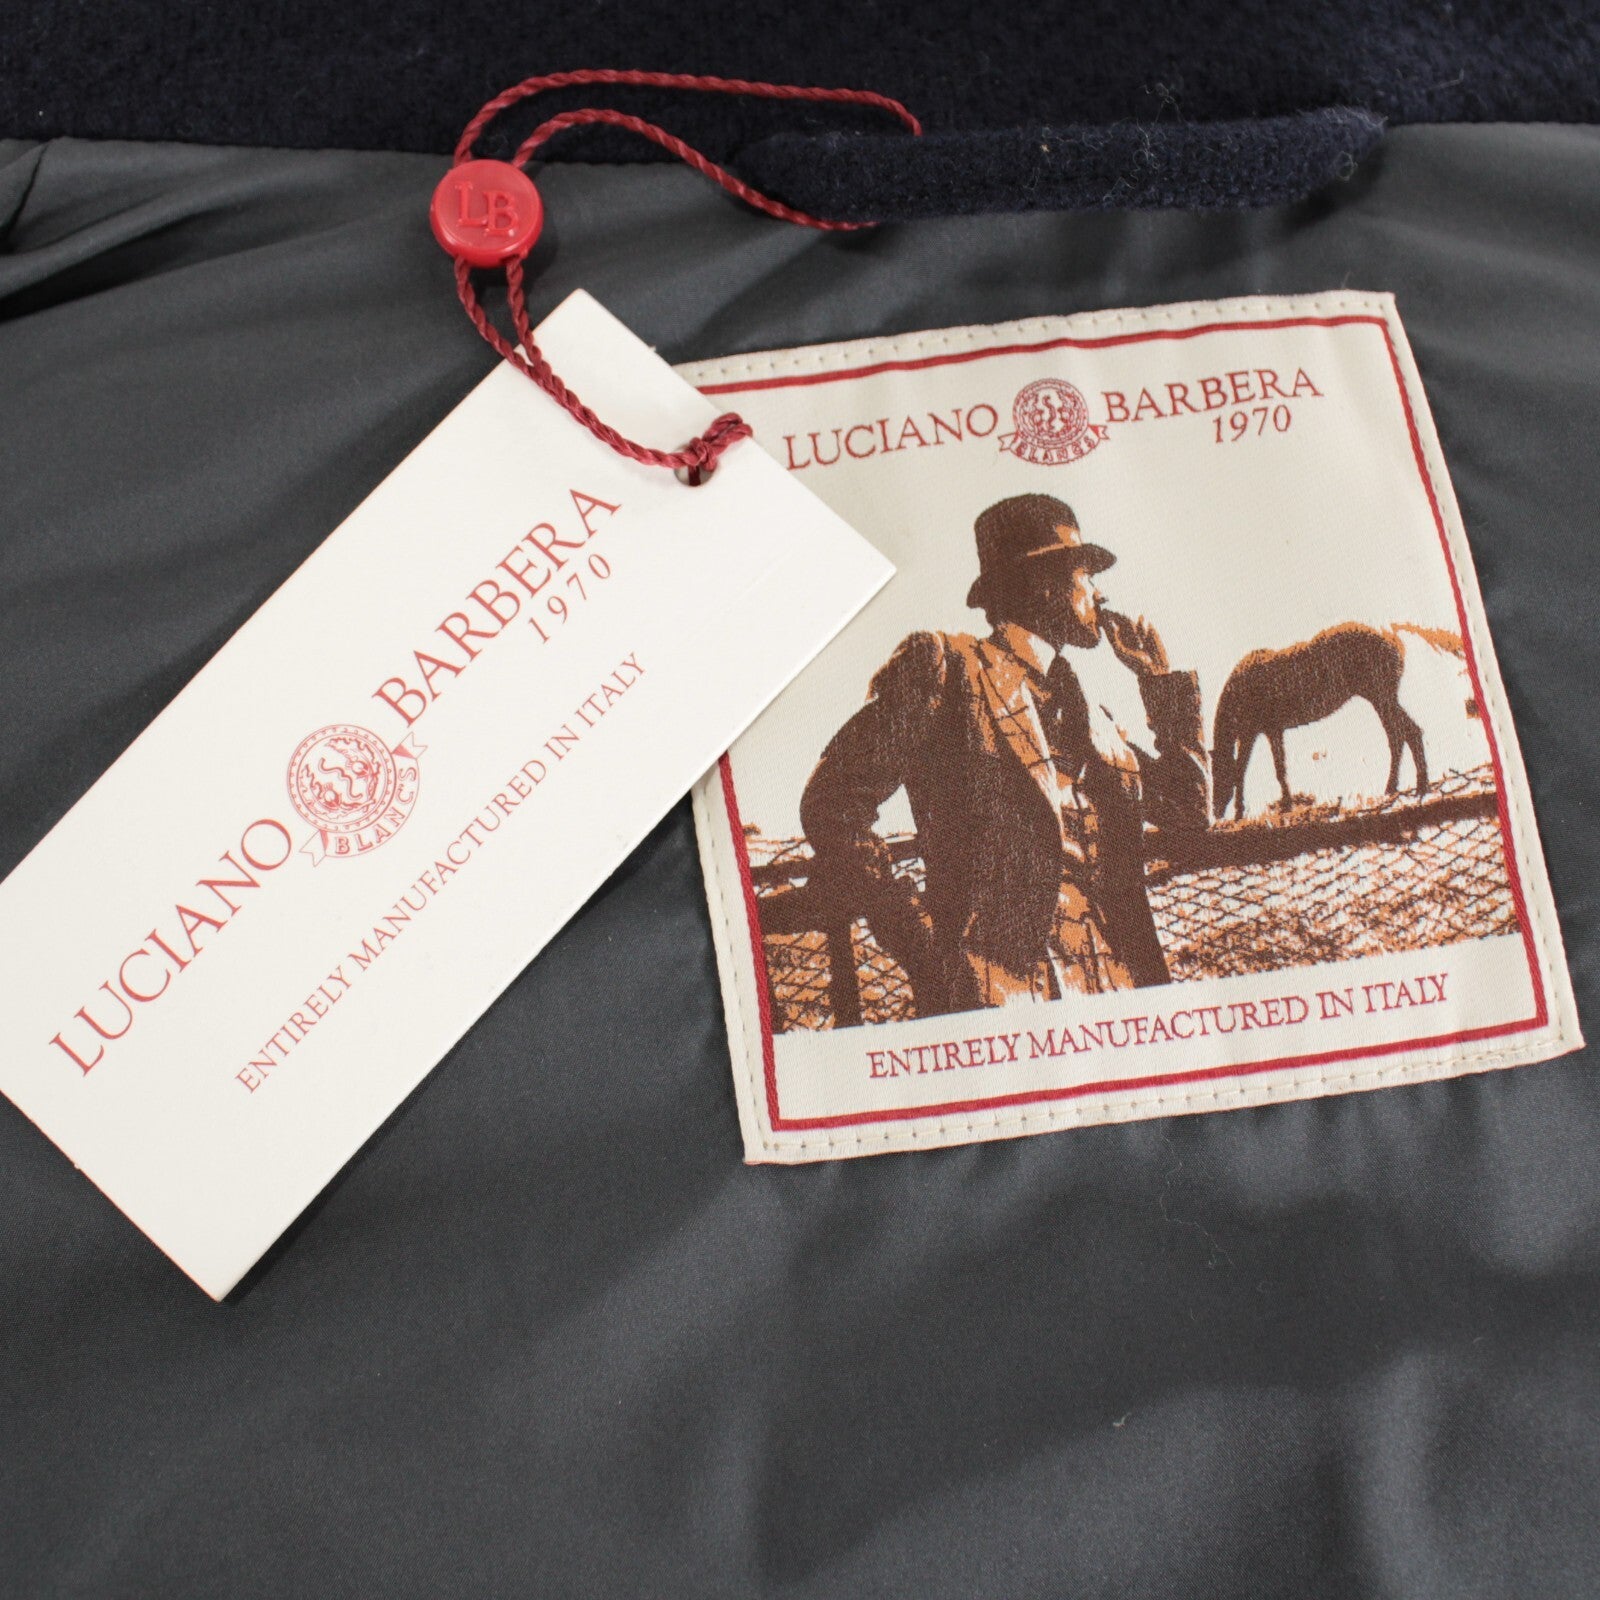 LB
LUCIANO BARBERA
1970
BLANC'S
ENTIRELY MANUFACTURED IN ITALY
LUCIANO BARBERA
1970
BLANC'S
ENTIRELY MANUFACTURED IN ITALY